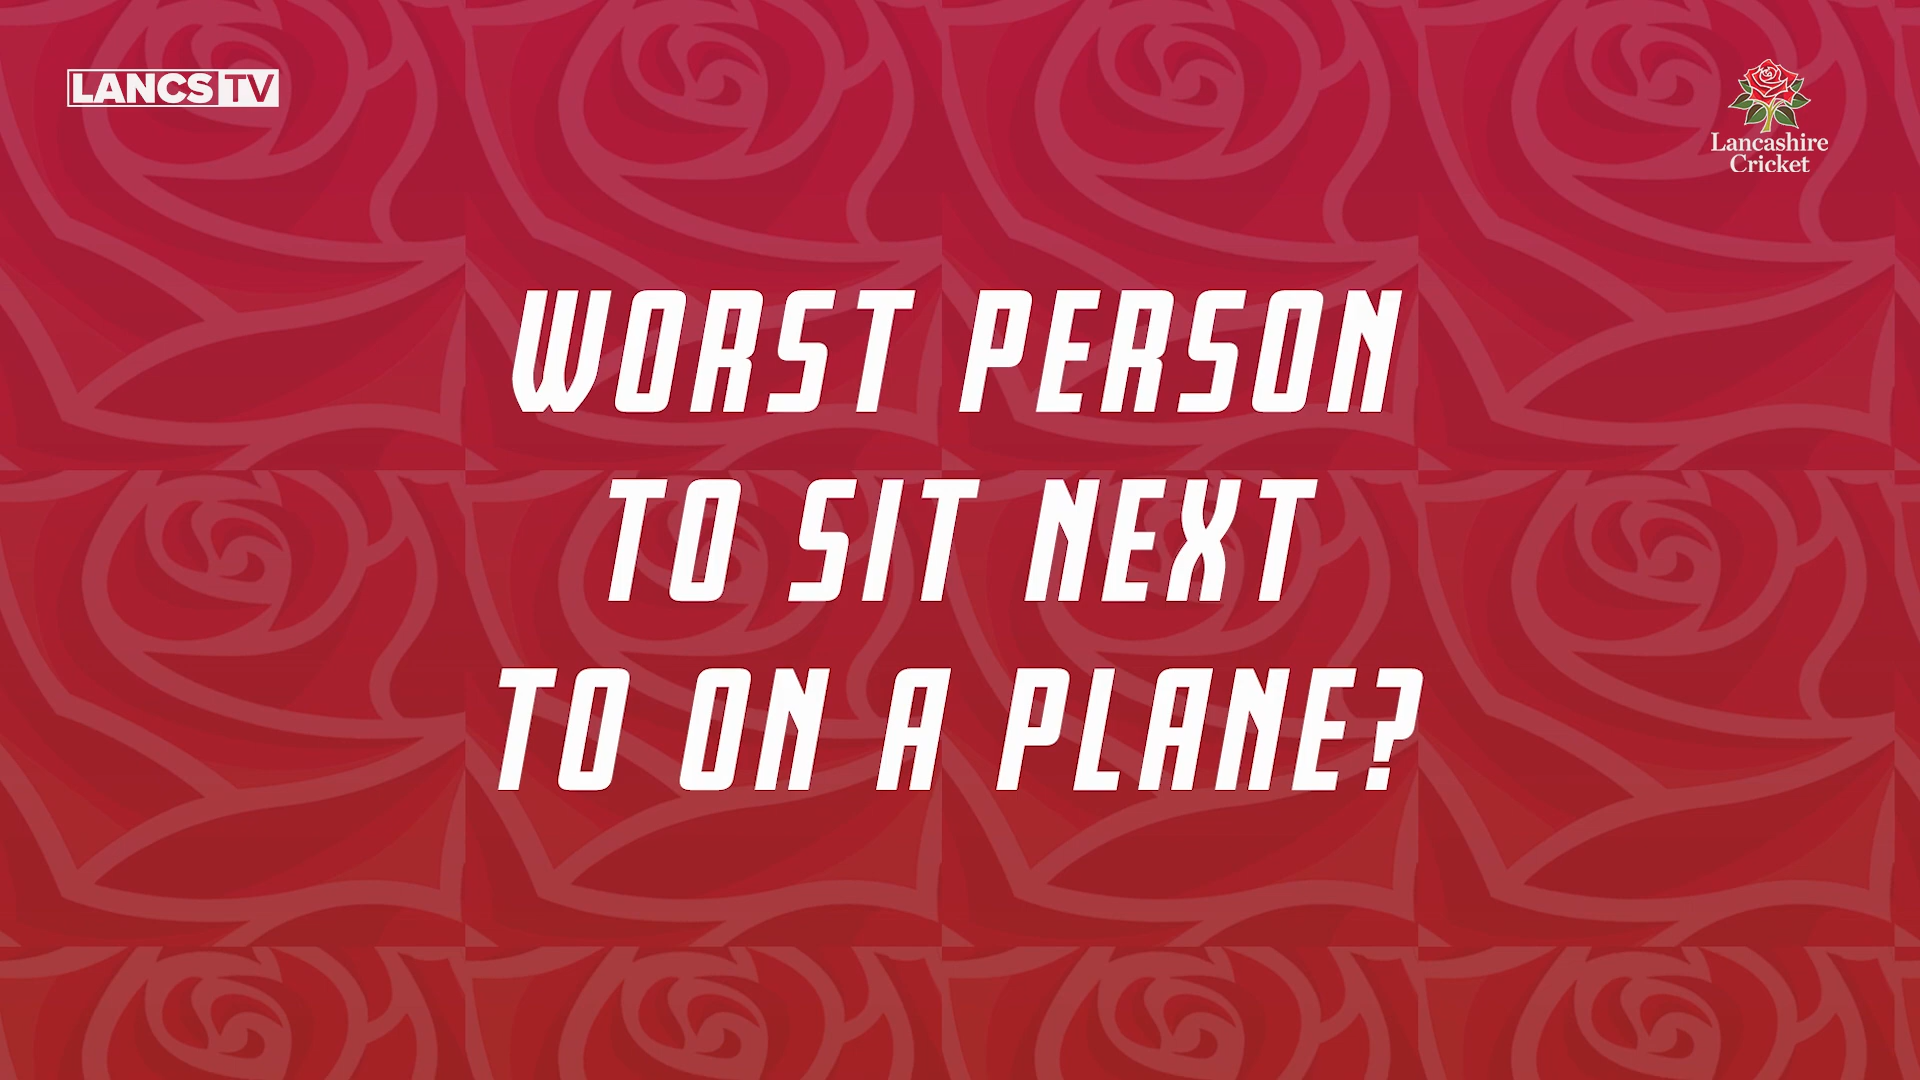 LANCS TV
Lancashire
Cricket
WORST PERSON
TO SIT NEXT
TO ON A PLANE?